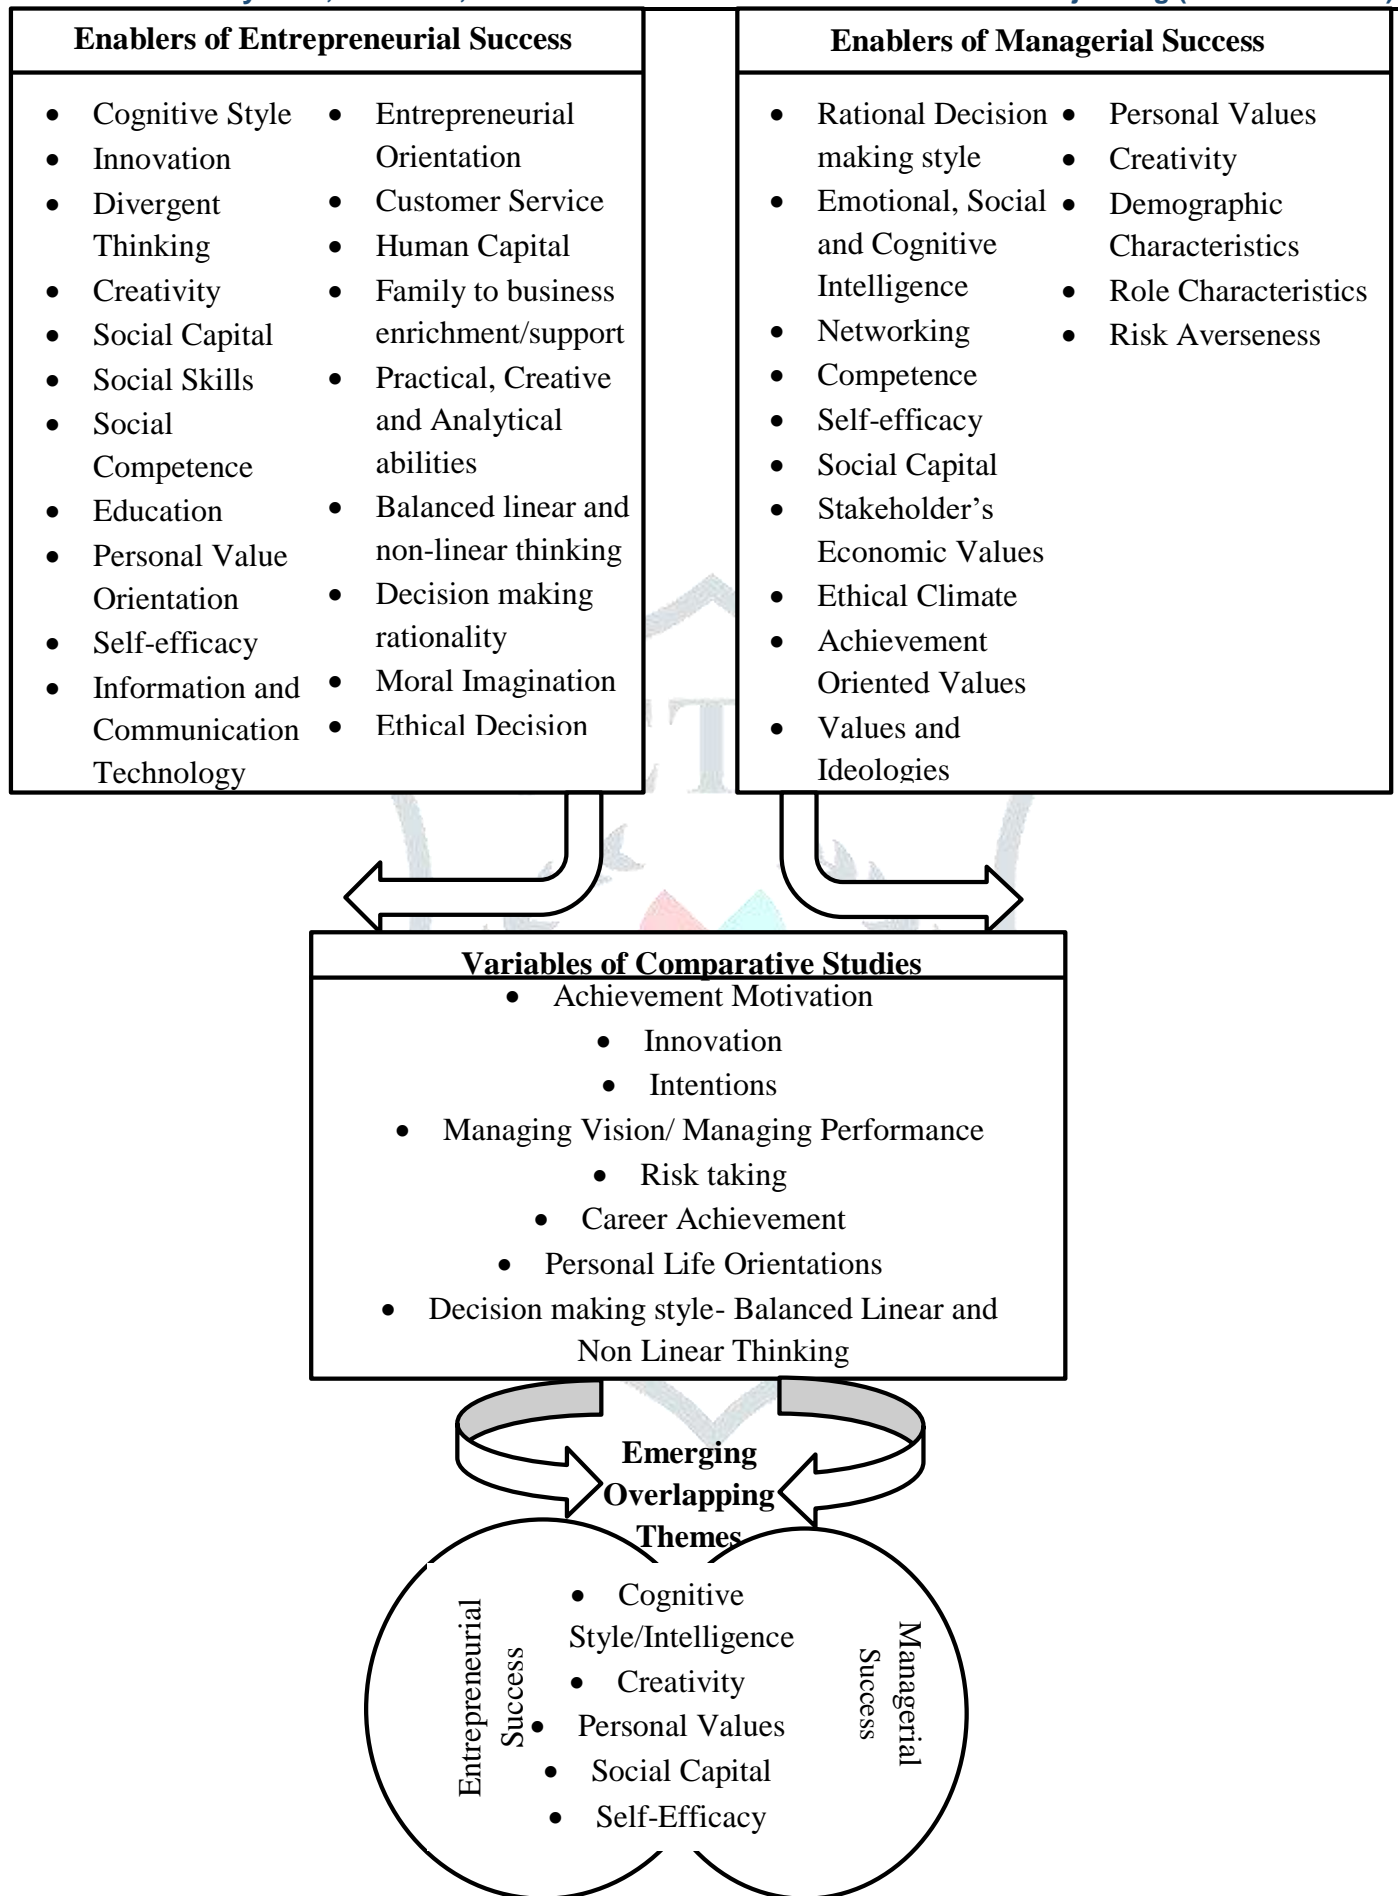 Enablers of Entrepreneurial Success
• Cognitive Style
• Innovation
• Divergent
Thinking
• Creativity
• Social Capital
• Social Skills
• Social
Competence
• Education
• Personal Value
Orientation
• Self-efficacy
• Information and
Communication
Technology
• Entrepreneurial
Orientation
• Customer Service
• Human Capital
• Family to business
enrichment/support
• Practical, Creative
and Analytical
abilities
• Balanced linear and
non-linear thinking
• Decision making
rationality
• Moral Imagination
• Ethical Decision
Enablers of Managerial Success
• Rational Decision
making style
• Emotional, Social
and Cognitive
Intelligence
• Networking
• Competence
• Self-efficacy
• Social Capital
• Stakeholder’s
Economic Values
• Ethical Climate
• Achievement
Oriented Values
• Values and
Ideologies
• Personal Values
• Creativity
• Demographic
Characteristics
• Role Characteristics
• Risk Averseness
Variables of Comparative Studies
• Achievement Motivation
• Innovation
• Intentions
• Managing Vision/ Managing Performance
• Risk taking
• Career Achievement
• Personal Life Orientations
• Decision making style- Balanced Linear and
Non Linear Thinking
Emerging
Overlapping
Themes
Entrepreneurial
Success
• Cognitive
Style/Intelligence
• Creativity
• Personal Values
• Social Capital
• Self-Efficacy
Managerial
Success